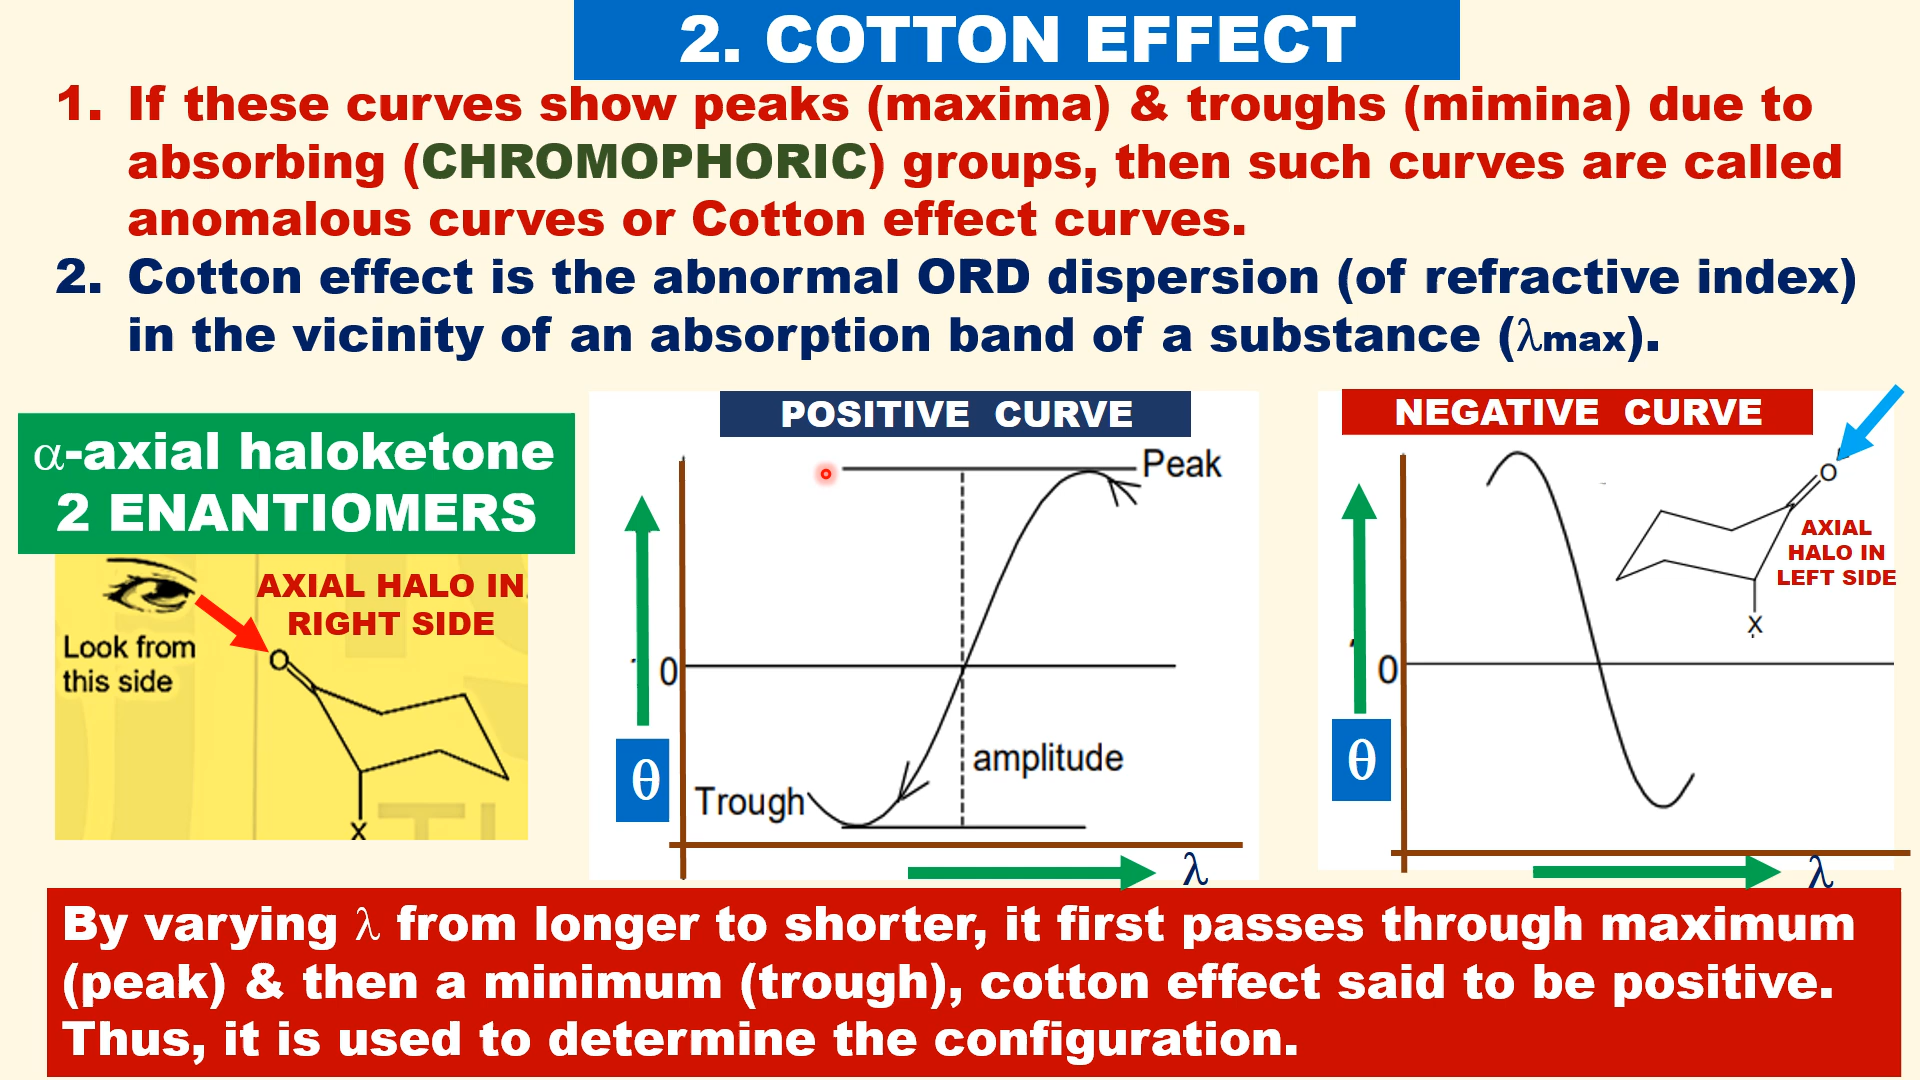 2. COTTON EFFECT
1. If these curves show peaks (maxima) & troughs (mimina) due to
absorbing (CHROMOPHORIC) groups, then such curves are called
anomalous curves or Cotton effect curves.
2. Cotton effect is the abnormal ORD dispersion (of refractive index)
in the vicinity of an absorption band of a substance (λmax).
α-axial haloketone
2 ENANTIOMERS
AXIAL HALO IN
RIGHT SIDE
Look from
this side
O
X
POSITIVE CURVE
Peak
0
amplitude
θ
Trough
λ
NEGATIVE CURVE
O
AXIAL
HALO IN
LEFT SIDE
X
0
θ
λ
By varying λ from longer to shorter, it first passes through maximum
(peak) & then a minimum (trough), cotton effect said to be positive.
Thus, it is used to determine the configuration.